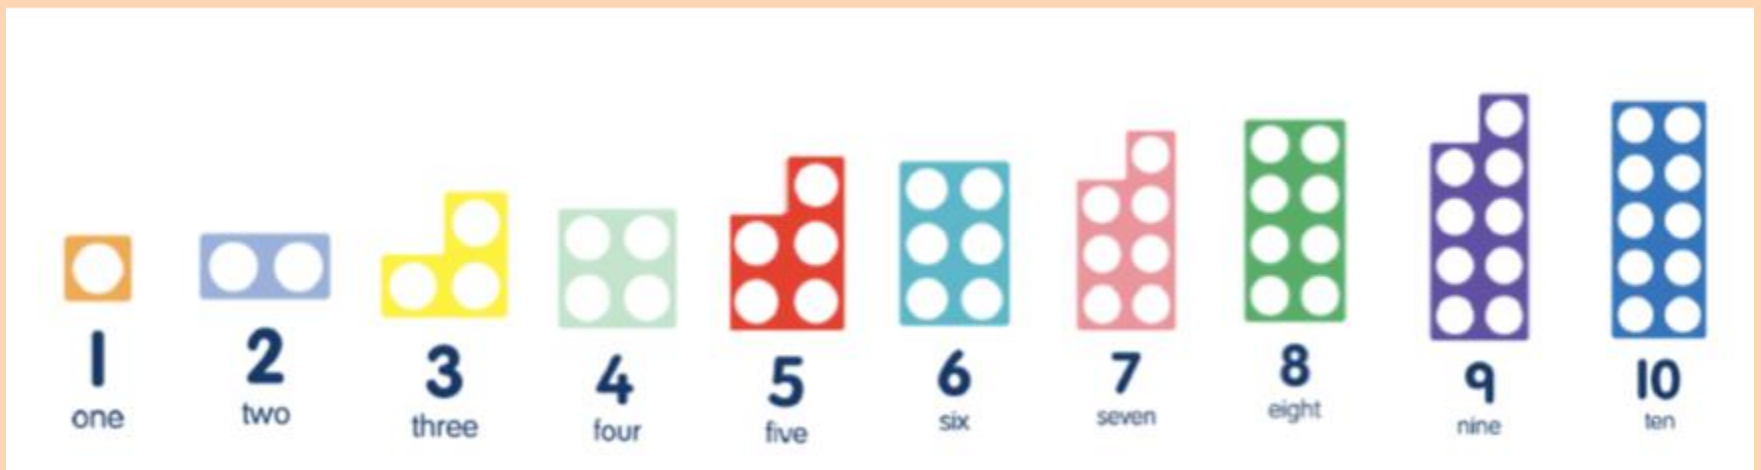 1 2 3 4 5 6 7 8 9 10
one two three four five six seven eight nine ten